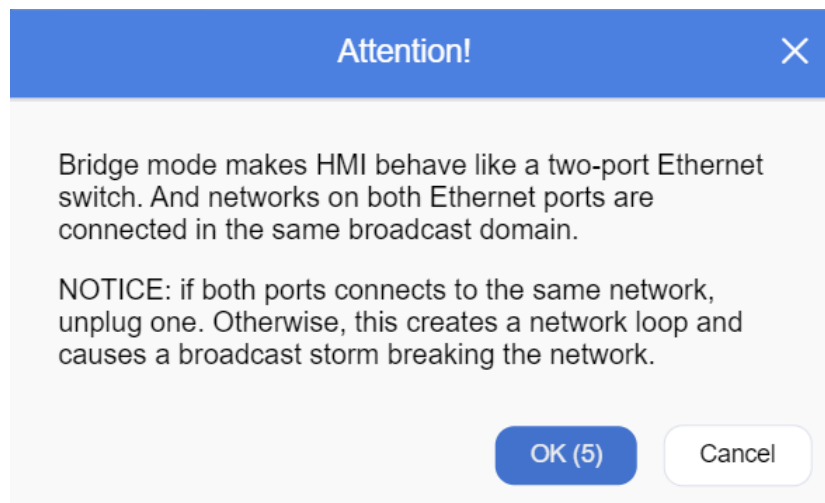 Attention!
Bridge mode makes HMI behave like a two-port Ethernet
switch. And networks on both Ethernet ports are
connected in the same broadcast domain.
NOTICE: if both ports connects to the same network,
unplug one. Otherwise, this creates a network loop and
causes a broadcast storm breaking the network.
OK (5)
Cancel